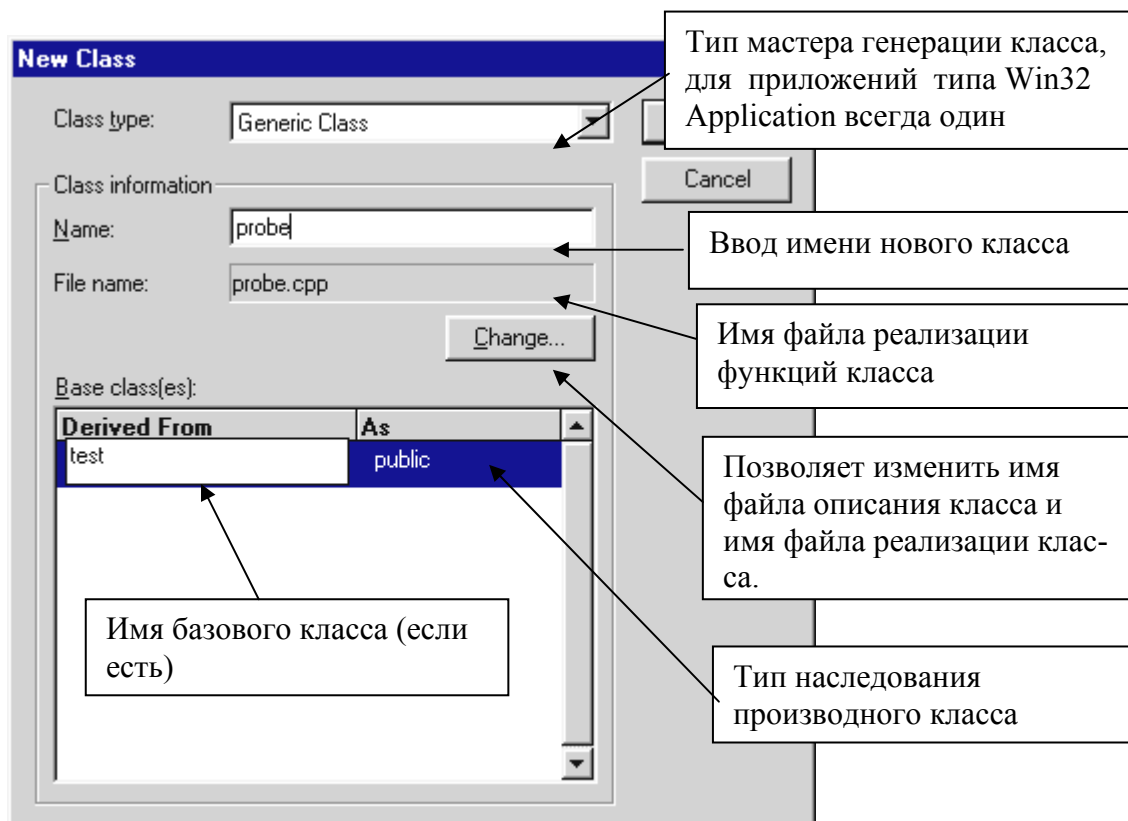 New Class
Тип мастера генерации класса,
для приложений типа Win32
Application всегда один
Class type:
Generic Class
Cancel
Class information
Name:
probe
Ввод имени нового класса
File name:
probe.cpp
Имя файла реализации
функций класса
Change...
Base class(es):
Derived From
As
test
public
Позволяет изменить имя
файла описания класса и
имя файла реализации клас-
са.
Имя базового класса (если
есть)
Тип наследования
производного класса